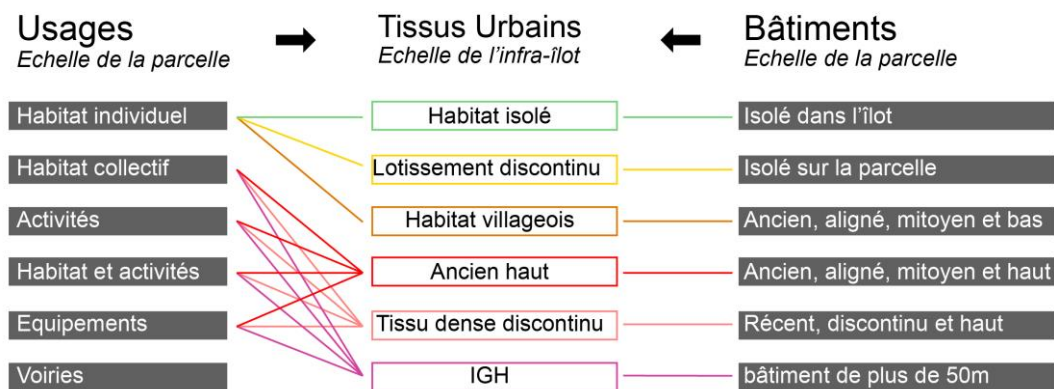 Usages
Echelle de la parcelle
Tissus Urbains
Echelle de l'infra-îlot
Bâtiments
Echelle de la parcelle
Habitat individuel
Habitat isolé
Isolé dans l'îlot
Habitat collectif
Lotissement discontinu
Isolé sur la parcelle
Activités
Habitat villageois
Ancien, aligné, mitoyen et bas
Habitat et activités
Ancien haut
Ancien, aligné, mitoyen et haut
Equipements
Tissu dense discontinu
Récent, discontinu et haut
Voiries
IGH
bâtiment de plus de 50m